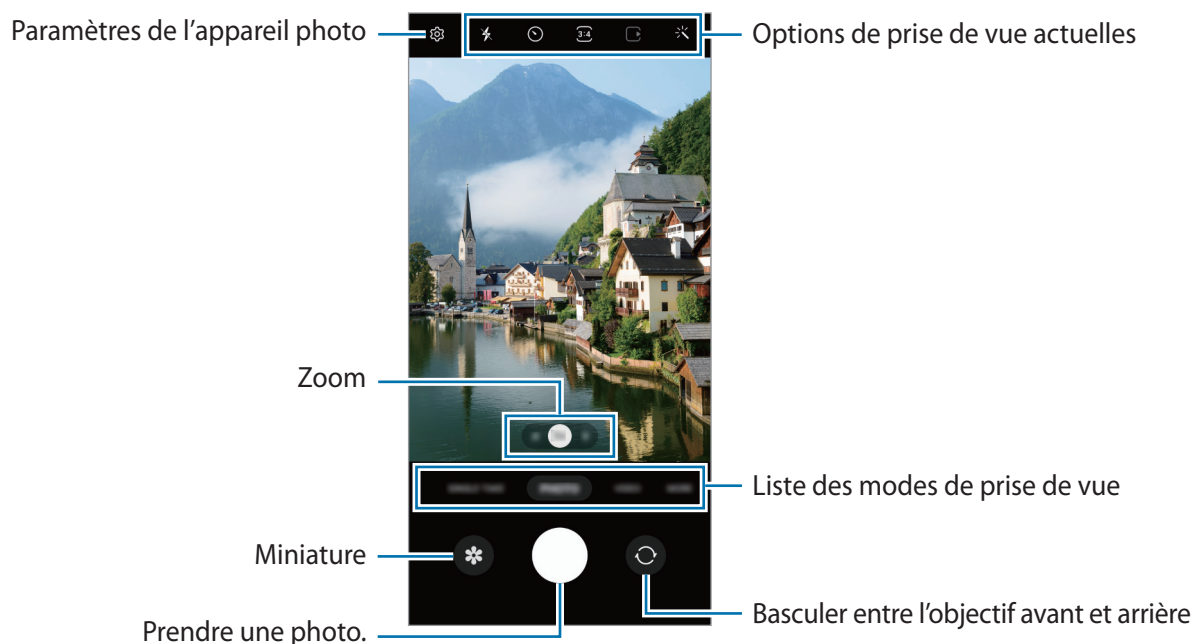 Paramètres de l’appareil photo
Options de prise de vue actuelles
3:4
Zoom
PHOTO
Liste des modes de prise de vue
Miniature
Basculer entre l’objectif avant et arrière
Prendre une photo.